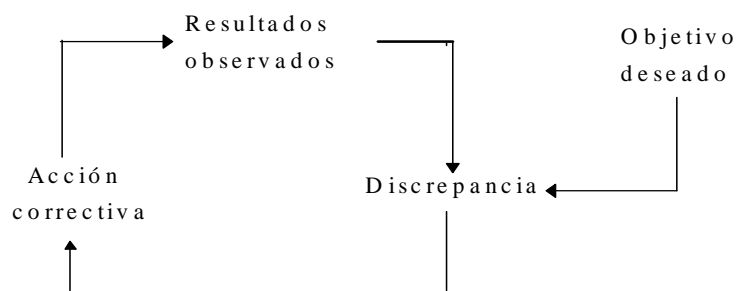 Resultados
observados
Objetivo
deseado
Acción
correctiva
Discrepancia